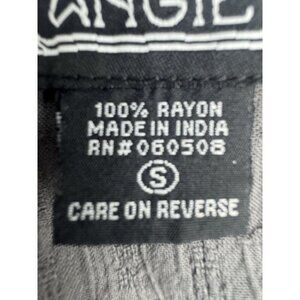 ANGIE
100% RAYON
MADE IN INDIA
RN#060508
S
CARE ON REVERSE